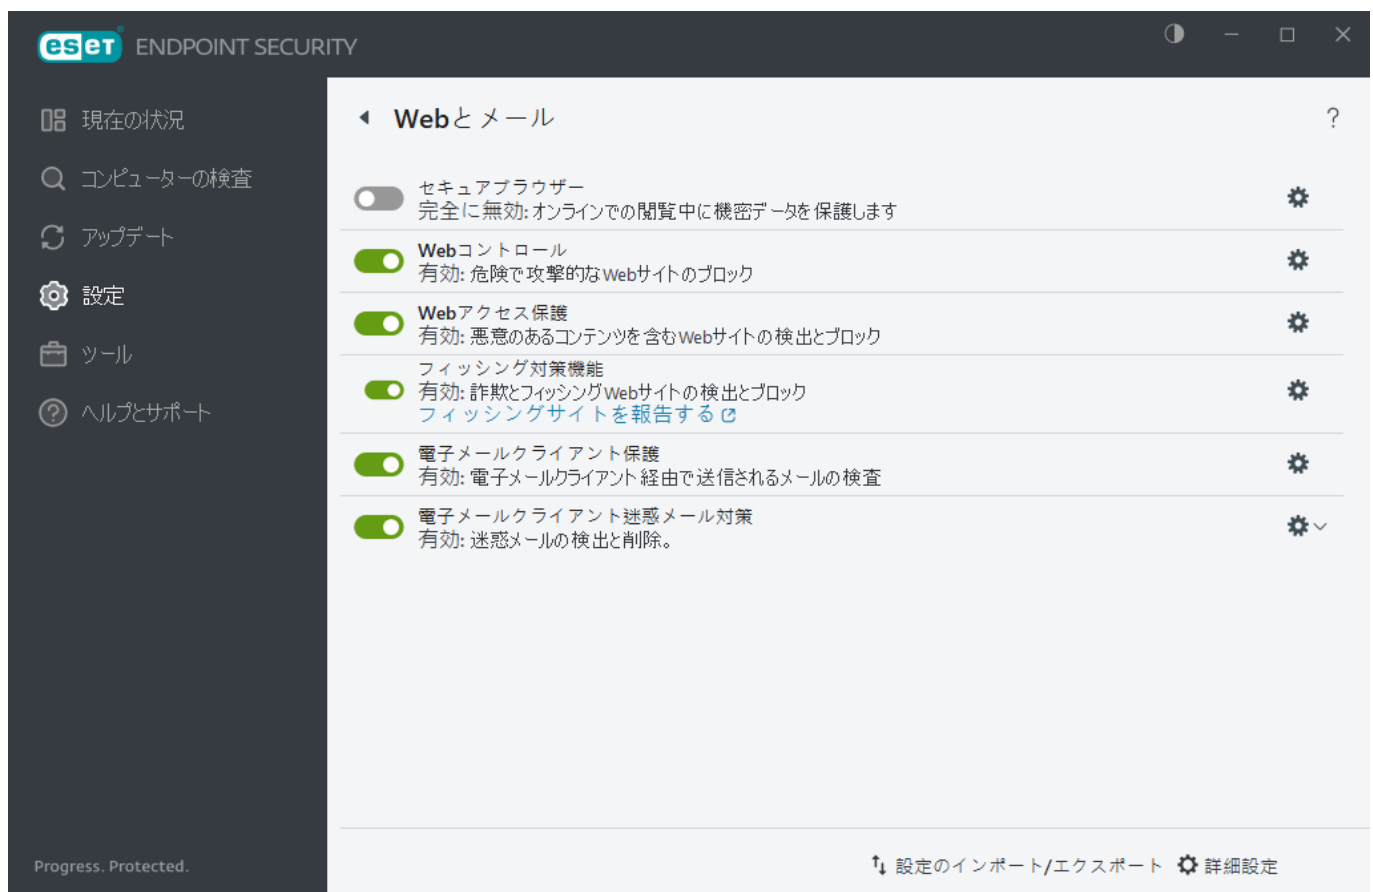 eset ENDPOINT SECURITY
現在の状況
コンピューターの検査
アップデート
設定
ツール
ヘルプとサポート
Progress. Protected.
Webとメール
?
セキュアブラウザー
完全に無効: オンラインでの閲覧中に機密データを保護します
Webコントロール
有効: 危険で攻撃的なWebサイトのブロック
Webアクセス保護
有効: 悪意のあるコンテンツを含むWebサイトの検出とブロック
フィッシング対策機能
有効: 詐欺とフィッシングWebサイトの検出とブロック
フィッシングサイトを報告する
電子メールクライアント保護
有効: 電子メールクライアント経由で送信されるメールの検査
電子メールクライアント迷惑メール対策
有効: 迷惑メールの検出と削除。
設定のインポート/エクスポート 詳細設定